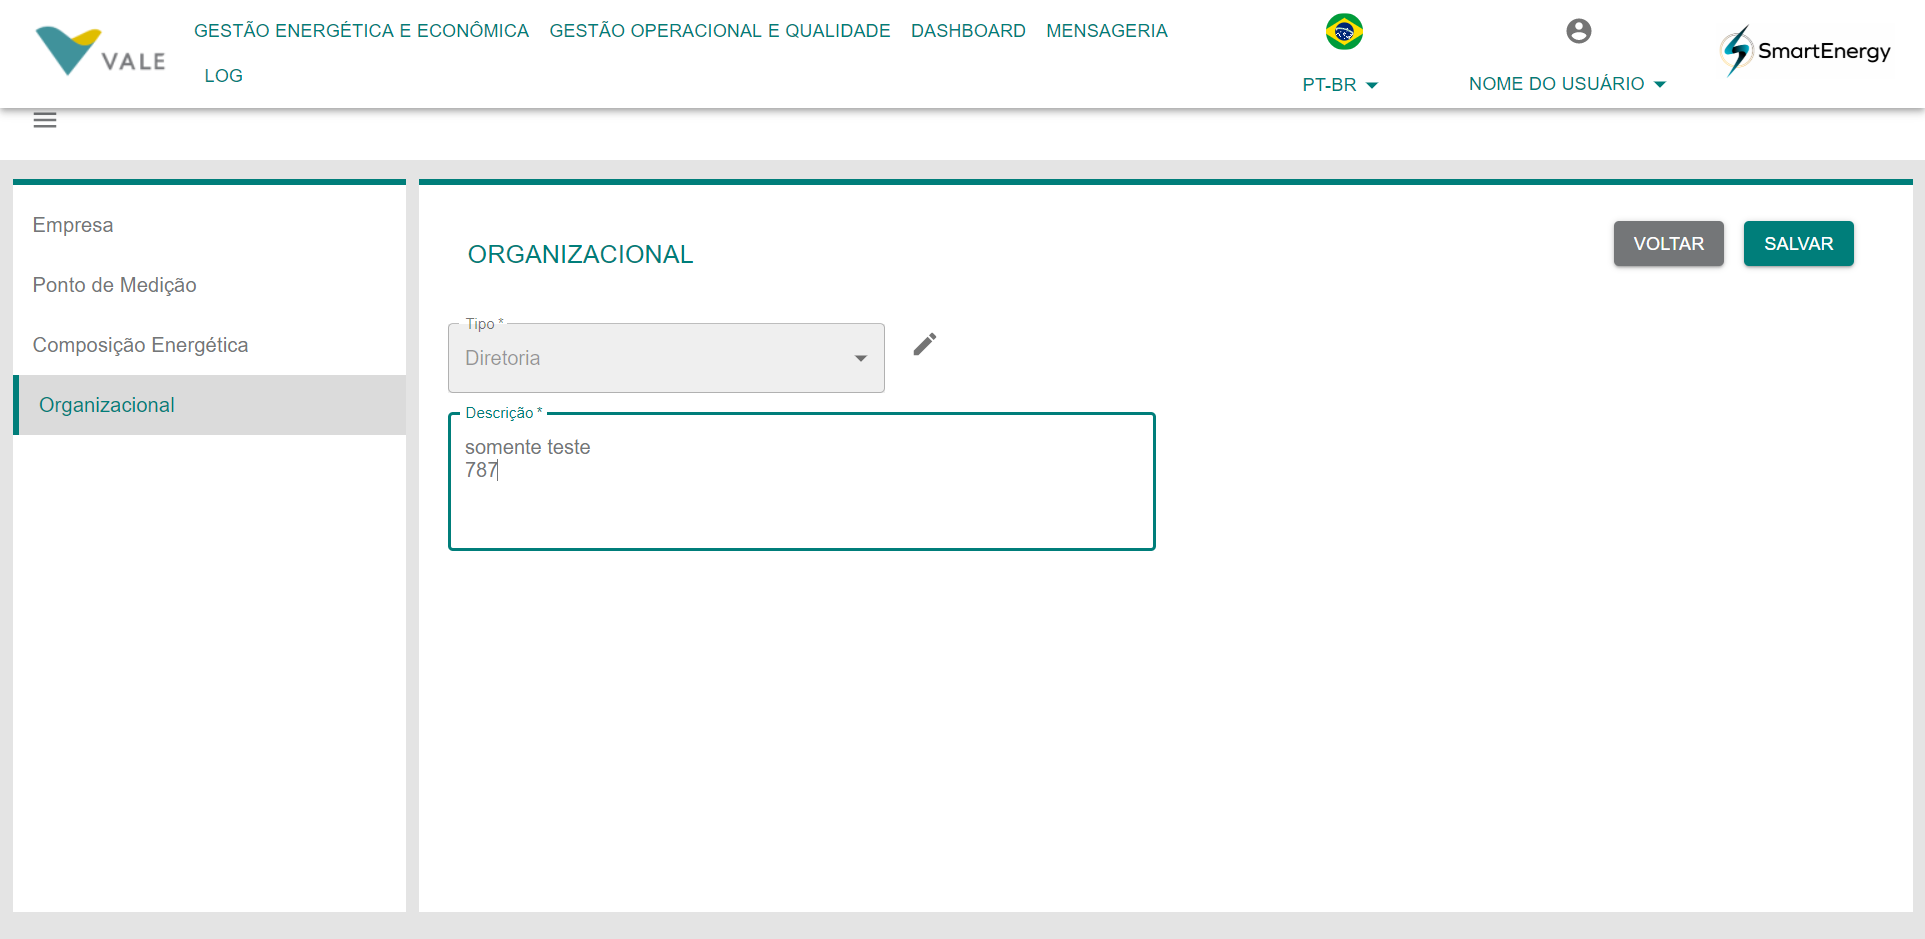 VALE
GESTÃO ENERGÉTICA E ECONÔMICA
GESTÃO OPERACIONAL E QUALIDADE
DASHBOARD
MENSAGERIA
LOG
PT-BR
NOME DO USUÁRIO
SmartEnergy
Empresa
Ponto de Medição
Composição Energética
Organizacional
ORGANIZACIONAL
VOLTAR
SALVAR
Tipo *
Diretoria
Descrição *
somente teste
787